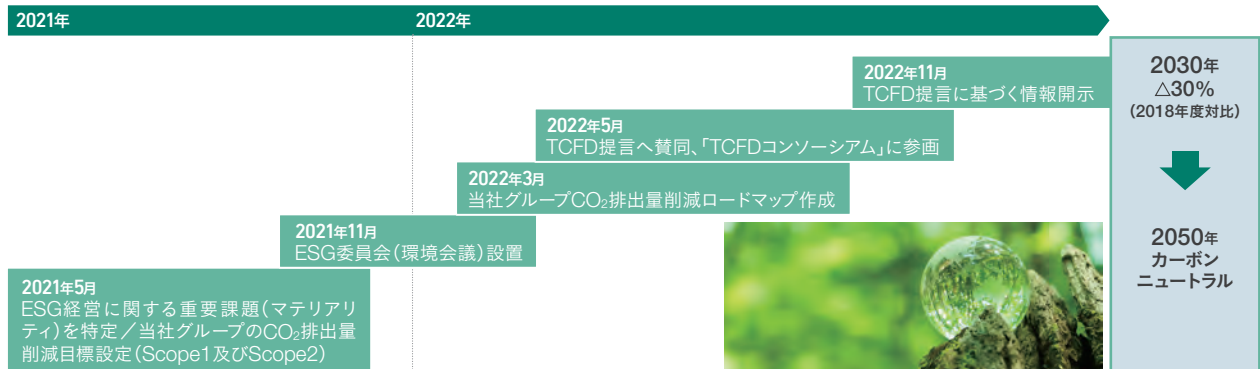 2021年
2022年
2022年11月
TCFD提言に基づく情報開示
2022年5月
TCFD提言へ賛同、「TCFDコンソーシアム」に参画
2022年3月
当社グループCO₂排出量削減ロードマップ作成
2021年11月
ESG委員会(環境会議)設置
2021年5月
ESG経営に関する重要課題(マテリアリ
ティ)を特定/当社グループのCO₂排出量
削減目標設定(Scope1及びScope2)
2030年
△30%
(2018年度対比)
2050年
カーボン
ニュートラル